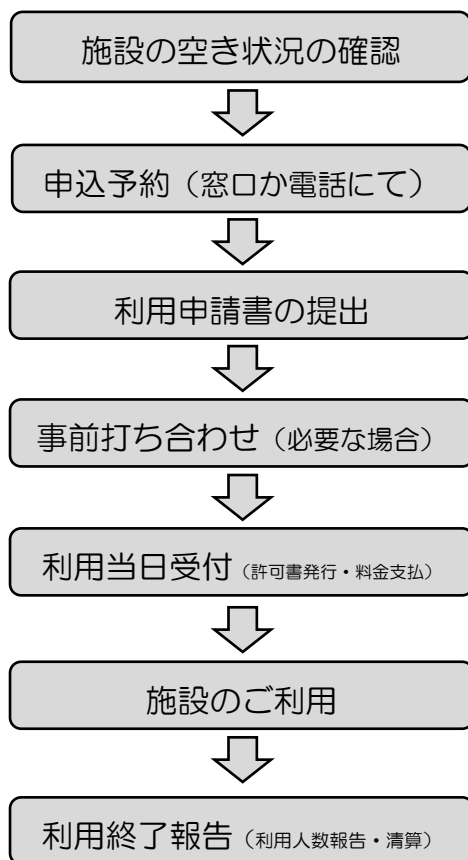 施設の空き状況の確認
申込予約（窓口か電話にて）
利用申請書の提出
事前打ち合わせ（必要な場合）
利用当日受付（許可書発行・料金支払）
施設のご利用
利用終了報告（利用人数報告・清算）